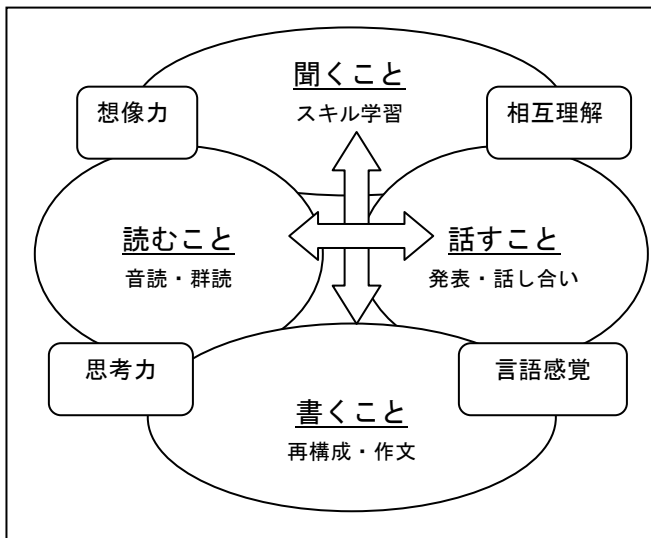 聞くこと
スキル学習
想像力
相互理解
読むこと
音読・群読
話すこと
発表・話し合い
思考力
言語感覚
書くこと
再構成・作文